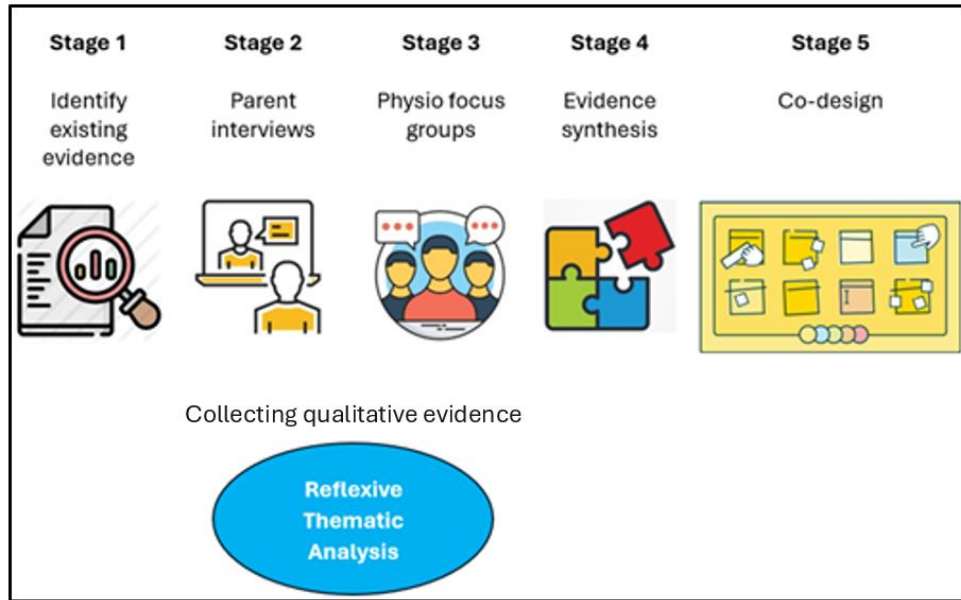 Stage 1
Identify
existing
evidence
Stage 2
Parent
interviews
Stage 3
Physio focus
groups
Stage 4
Evidence
synthesis
Stage 5
Co-design
Collecting qualitative evidence
Reflexive
Thematic
Analysis